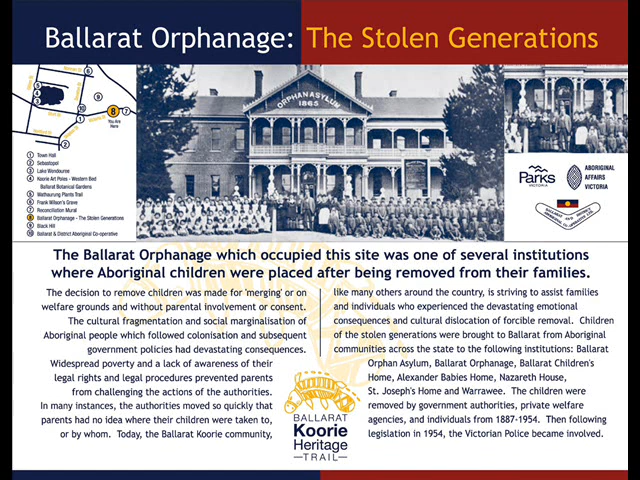 Ballarat Orphanage: The Stolen Generations
ORPHAN ASYLUM
1865
You Are
Here
1 Town Hall
2 Sebastopol
3 Lake Wendouree
4 Koorie Art Poles - Western Bed
Ballarat Botanical Gardens
5 Wathaurung Plants Trail
6 Frank Wilson's Grave
7 Reconciliation Mural
8 Ballarat Orphanage - The Stolen Generations
9 Black Hill
10 Ballarat & District Aboriginal Co-operative
Parks
VICTORIA
ABORIGINAL
AFFAIRS
VICTORIA
The Ballarat Orphanage which occupied this site was one of several institutions
where Aboriginal children were placed after being removed from their families.
The decision to remove children was made for 'merging' or on
welfare grounds and without parental involvement or consent.
The cultural fragmentation and social marginalisation of
Aboriginal people which followed colonisation and subsequent
government policies had devastating consequences.
Widespread poverty and a lack of awareness of their
legal rights and legal procedures prevented parents
from challenging the actions of the authorities.
In many instances, the authorities moved so quickly that
parents had no idea where their children were taken to,
or by whom. Today, the Ballarat Koorie community,
like many others around the country, is striving to assist families
and individuals who experienced the devastating emotional
consequences and cultural dislocation of forcible removal. Children
of the stolen generations were brought to Ballarat from Aboriginal
communities across the state to the following institutions: Ballarat
Orphan Asylum, Ballarat Orphanage, Ballarat Children's
Home, Alexander Babies Home, Nazareth House,
St. Joseph's Home and Warrawee. The children were
removed by government authorities, private welfare
agencies, and individuals from 1887-1954. Then following
legislation in 1954, the Victorian Police became involved.
BALLARAT
Koorie
Heritage
TRAIL